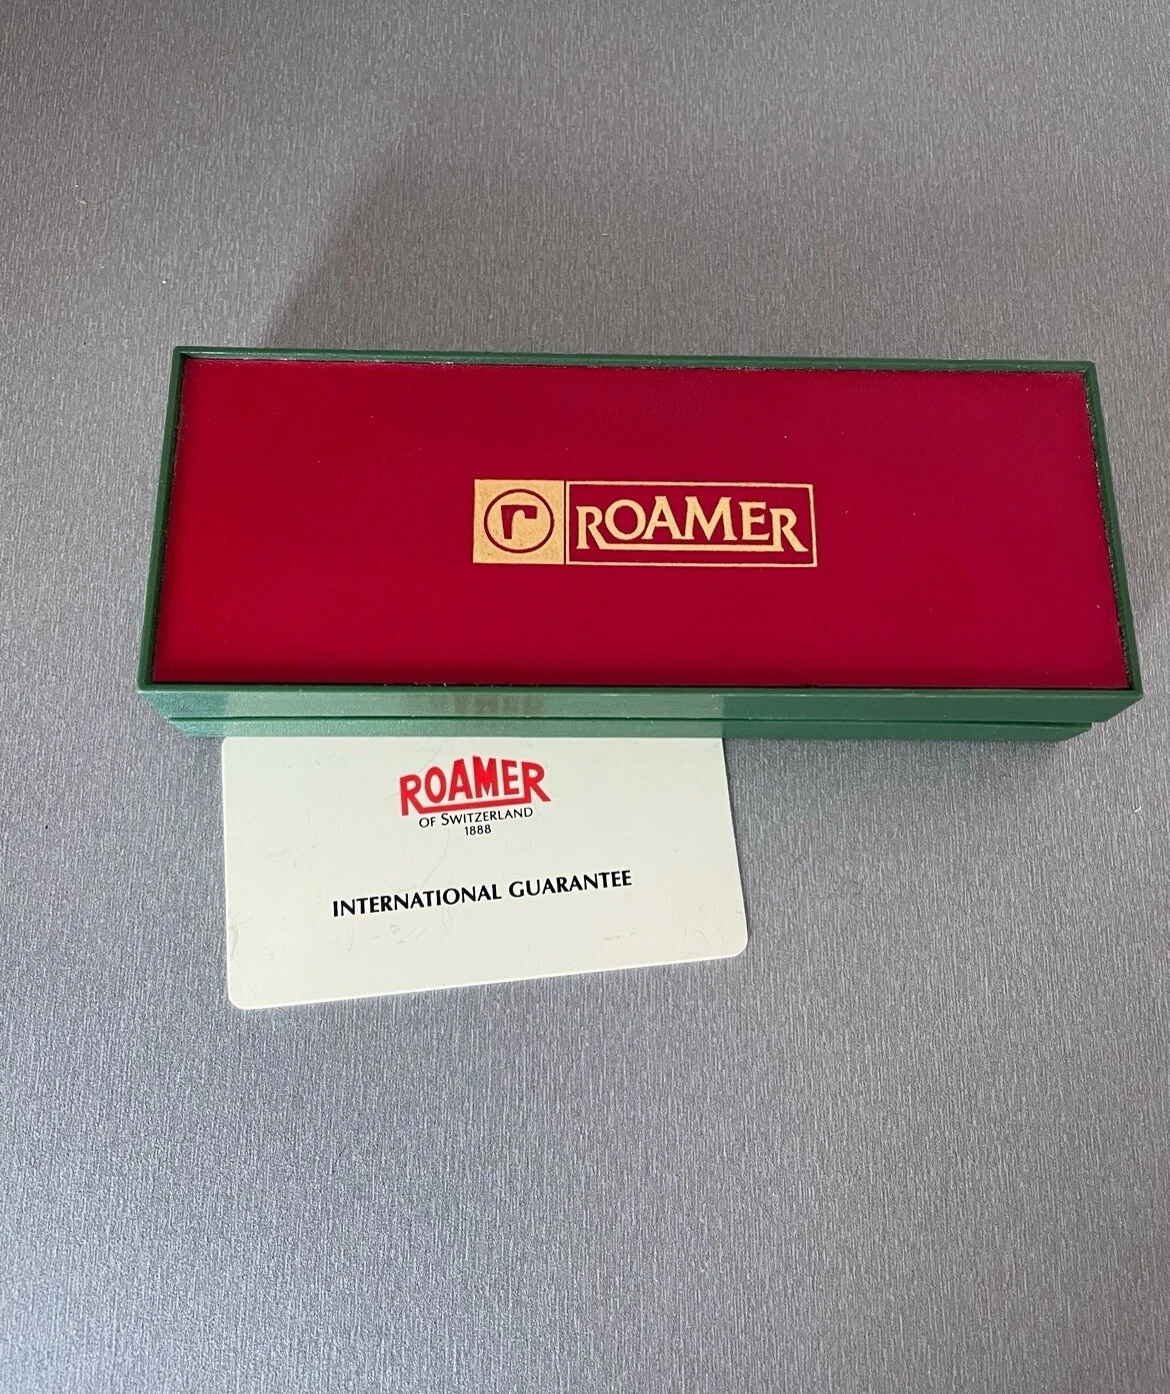 r ROAMER
ROAMER
OF SWITZERLAND
1888
INTERNATIONAL GUARANTEE